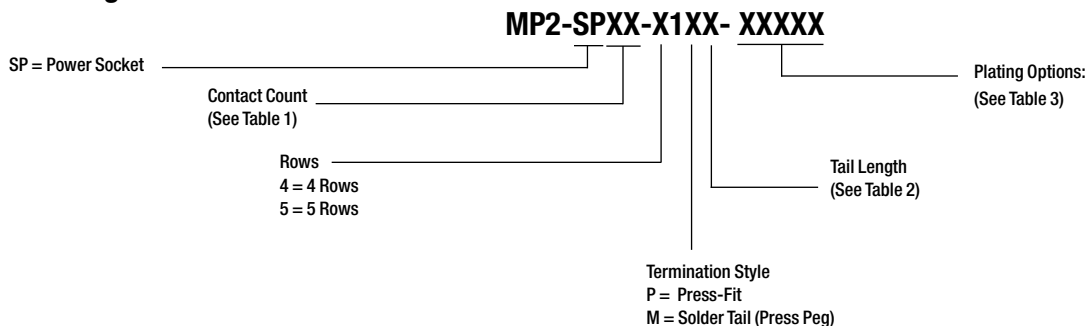 MP2-SPXX-X1XX- XXXXX
SP = Power Socket
Contact Count
(See Table 1)
Rows
4 = 4 Rows
5 = 5 Rows
Termination Style
P = Press-Fit
M = Solder Tail (Press Peg)
Tail Length
(See Table 2)
Plating Options:
(See Table 3)